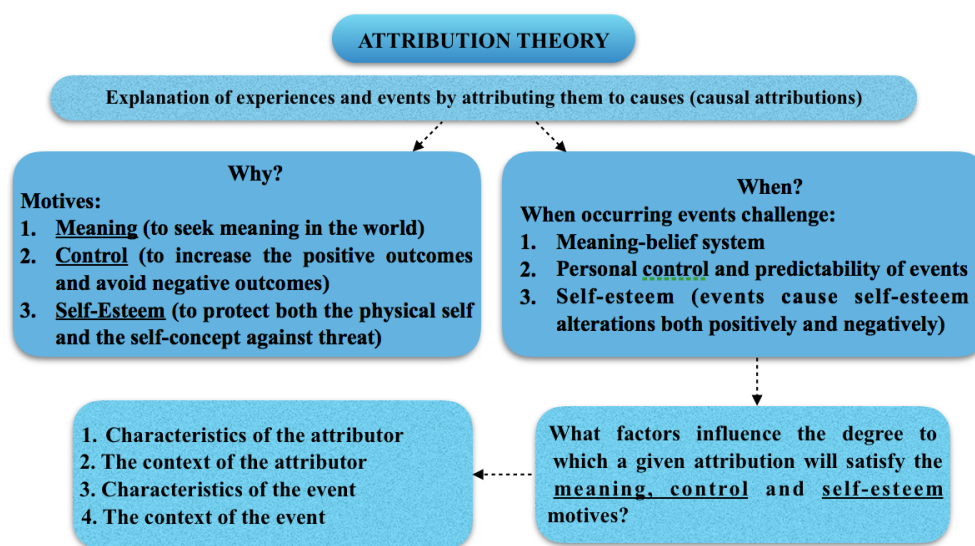 ATTRIBUTION THEORY
Explanation of experiences and events by attributing them to causes (causal attributions)
Why?
Motives:
1. Meaning (to seek meaning in the world)
2. Control (to increase the positive outcomes
and avoid negative outcomes)
3. Self-Esteem (to protect both the physical self
and the self-concept against threat)
When?
When occurring events challenge:
1. Meaning-belief system
2. Personal control and predictability of events
3. Self-esteem (events cause self-esteem
alterations both positively and negatively)
What factors influence the degree to
which a given attribution will satisfy the
meaning, control and self-esteem
motives?
1. Characteristics of the attributor
2. The context of the attributor
3. Characteristics of the event
4. The context of the event